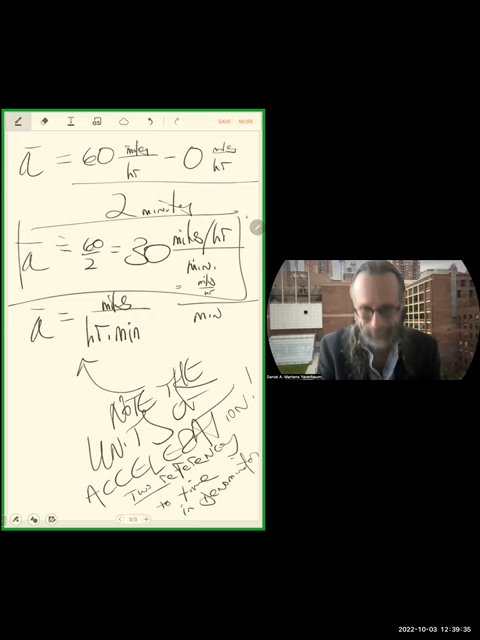 SAVE MORE
ā = 60 miles/hr - 0 miles/hr
2 minutes
ā = 60/2 = 30 miles/hr
min.
= miles/hr
min
ā = miles
hr.min
NOTE THE
UNITS OF
ACCELERATION!
TWO references
to time
in Denominator
3/3
Daniel A. Martens Yaverbaum
2022-10-03 12:39:35